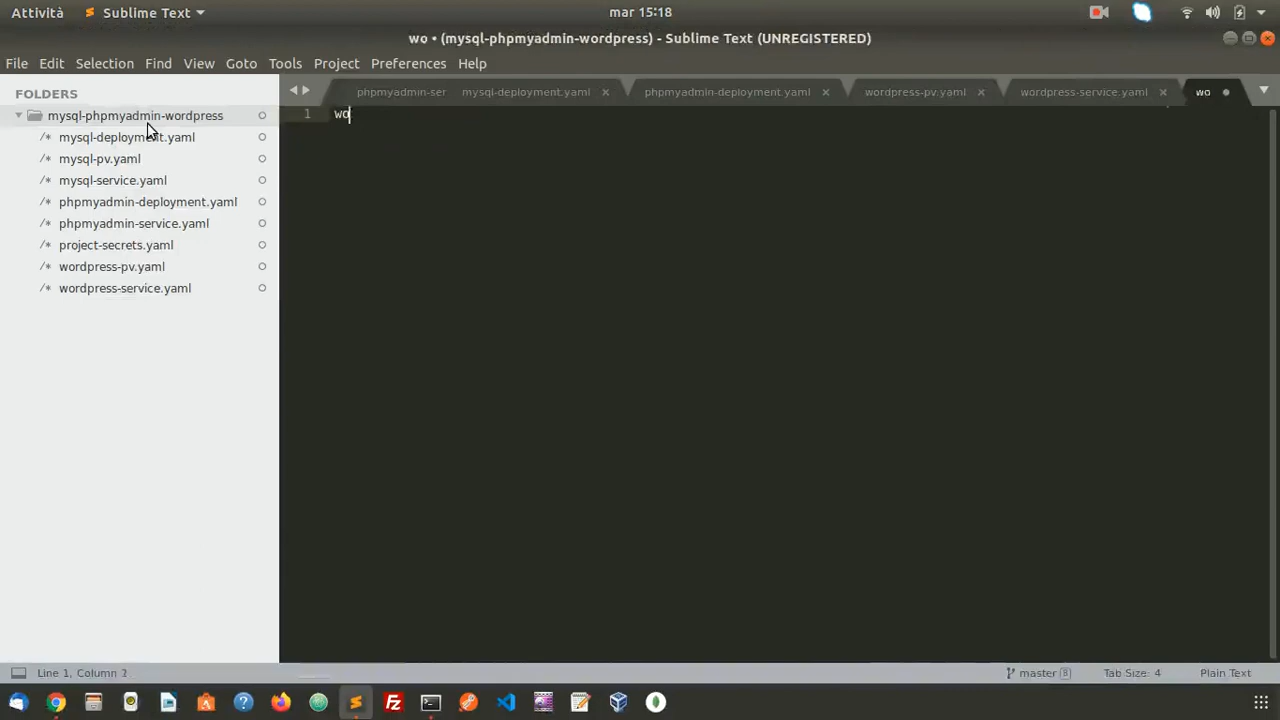 Attività
Sublime Text
mar 15:18
wo • (mysql-phpmyadmin-wordpress) - Sublime Text (UNREGISTERED)
File Edit Selection Find View Goto Tools Project Preferences Help
FOLDERS
mysql-phpmyadmin-wordpress
/* mysql-deployment.yaml
/* mysql-pv.yaml
/* mysql-service.yaml
/* phpmyadmin-deployment.yaml
/* phpmyadmin-service.yaml
/* project-secrets.yaml
/* wordpress-pv.yaml
/* wordpress-service.yaml
phpmyadmin-ser mysql-deployment.yaml × phpmyadmin-deployment.yaml × wordpress-pv.yaml × wordpress-service.yaml × wo •
1 wo
Line 1, Column 2
master 8
Tab Size: 4
Plain Text